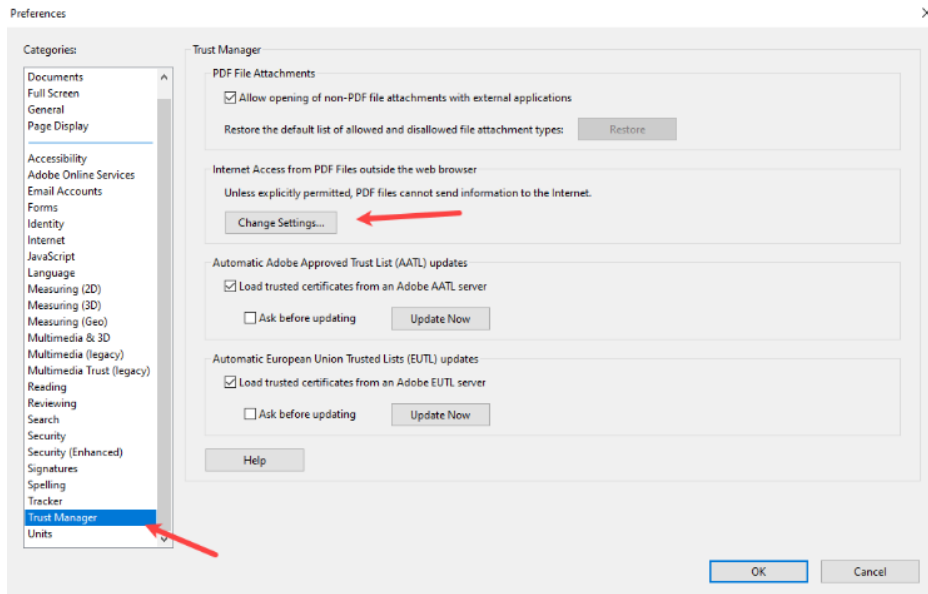 Preferences
Categories:
Documents
Full Screen
General
Page Display
Accessibility
Adobe Online Services
Email Accounts
Forms
Identity
Internet
JavaScript
Language
Measuring (2D)
Measuring (3D)
Measuring (Geo)
Multimedia & 3D
Multimedia (legacy)
Multimedia Trust (legacy)
Reading
Reviewing
Search
Security
Security (Enhanced)
Signatures
Spelling
Tracker
Trust Manager
Units
Trust Manager
PDF File Attachments
Allow opening of non-PDF file attachments with external applications
Restore the default list of allowed and disallowed file attachment types:
Restore
Internet Access from PDF Files outside the web browser
Unless explicitly permitted, PDF files cannot send information to the Internet.
Change Settings...
Automatic Adobe Approved Trust List (AATL) updates
Load trusted certificates from an Adobe AATL server
Ask before updating
Update Now
Automatic European Union Trusted Lists (EUTL) updates
Load trusted certificates from an Adobe EUTL server
Ask before updating
Update Now
Help
OK
Cancel